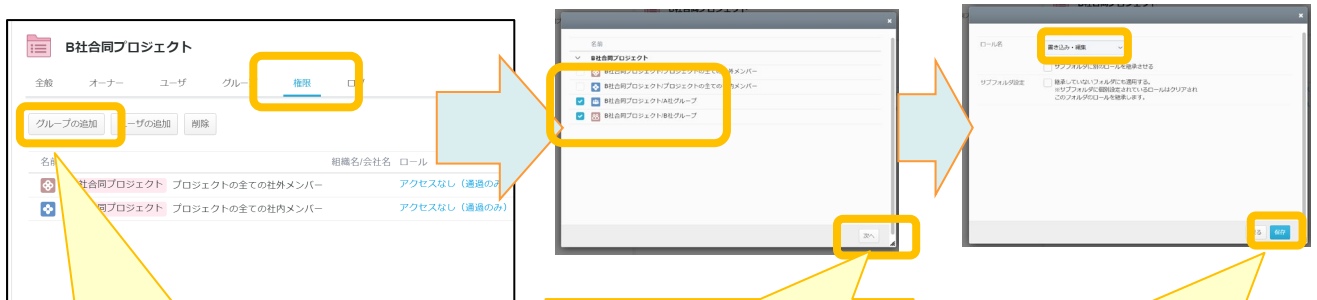 B社合同プロジェクト
全般 オーナー ユーザ グルー 権限 ログ
グループの追加 ユーザの追加 削除
名前 組織名/会社名 ロール
社合同プロジェクト プロジェクトの全ての社外メンバー アクセスなし（通過のみ）
同プロジェクト プロジェクトの全ての社内メンバー アクセスなし（通過のみ）
名前
B社合同プロジェクト
B社合同プロジェクト/プロジェクトの全ての社外メンバー
B社合同プロジェクト/プロジェクトの全ての社内メンバー
B社合同プロジェクト/A社グループ
B社合同プロジェクト/B社グループ
次へ
ロール名 書き込み・編集
サブフォルダに別のロールを継承させる
サブフォルダ設定 継承していないフォルダにも適用する。
※サブフォルダに個別設定されているロールはクリアされ
このフォルダのロールを継承します。
保存